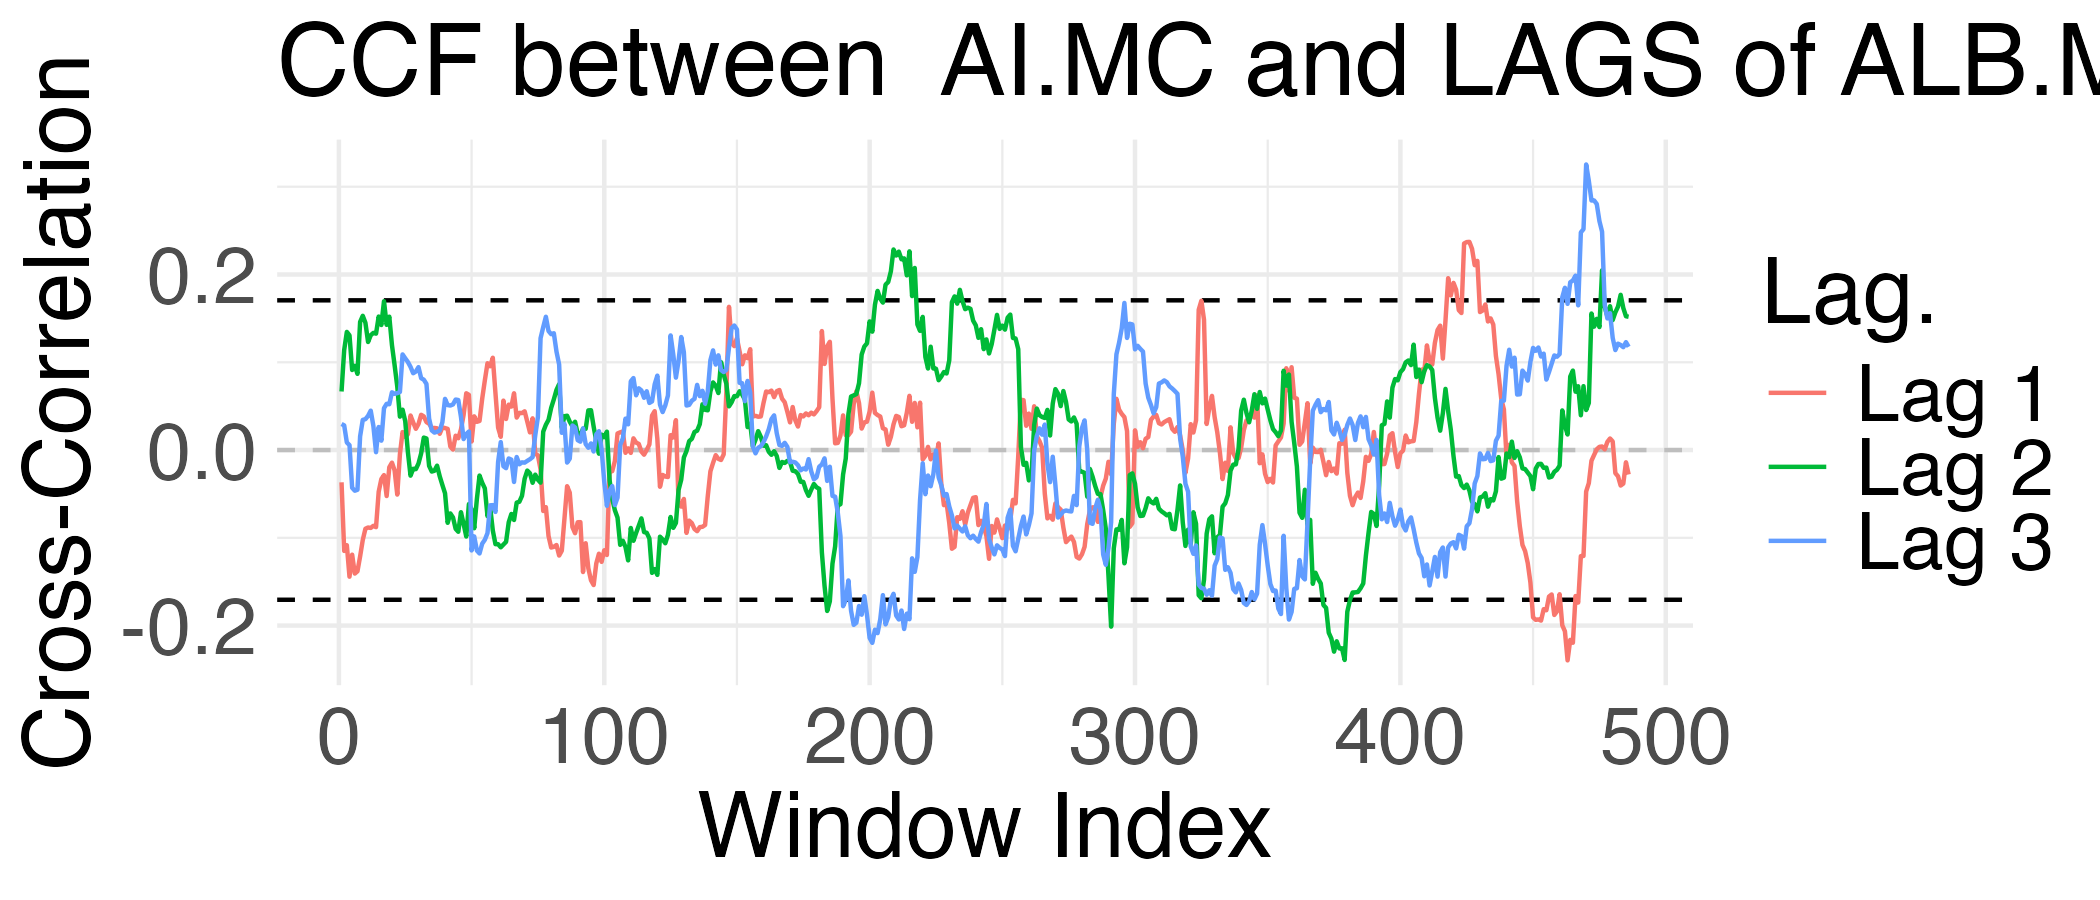 CCF between  AI.MC and LAGS of ALB.M
Cross-Correlation
0.2
0.0
-0.2
0 100 200 300 400 500
Window Index
Lag.
Lag 1
Lag 2
Lag 3